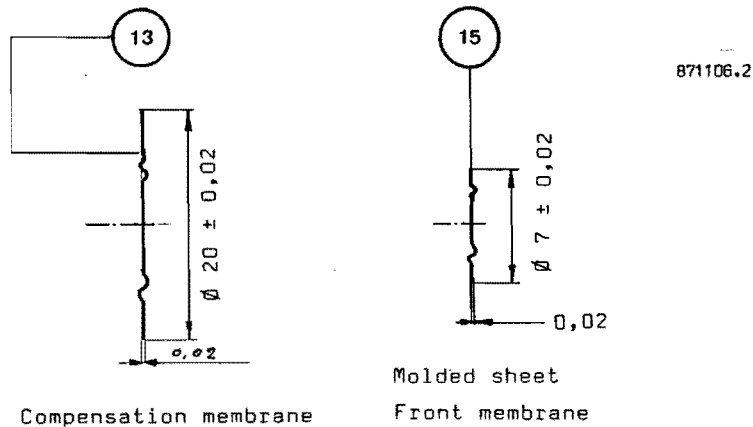 13
15
871106.2
Ø 20 ± 0,02
Ø 7 ± 0,02
0,02
0,02
Molded sheet
Compensation membrane
Front membrane